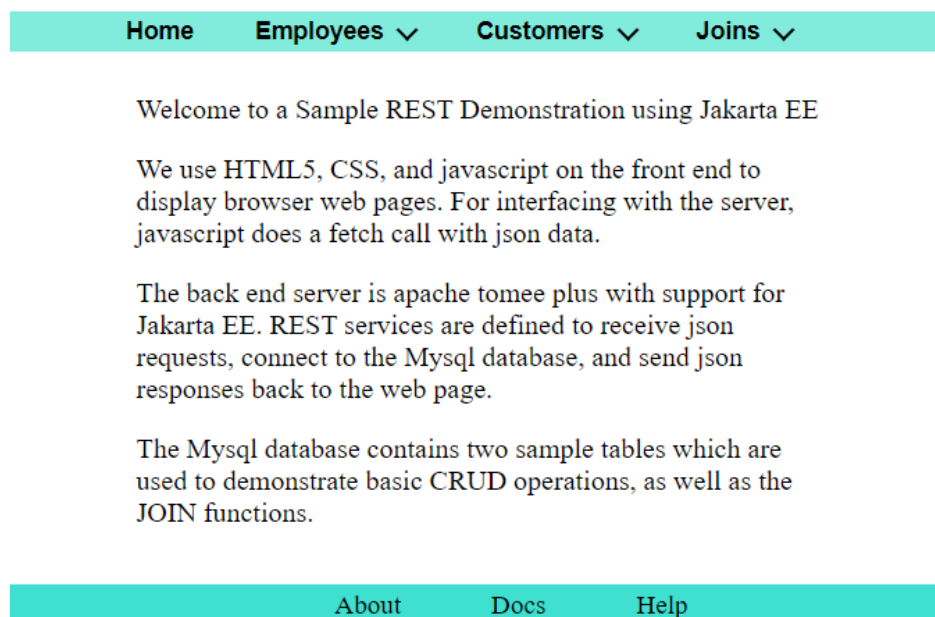 Home Employees Customers Joins
Welcome to a Sample REST Demonstration using Jakarta EE
We use HTML5, CSS, and javascript on the front end to
display browser web pages. For interfacing with the server,
javascript does a fetch call with json data.
The back end server is apache tomee plus with support for
Jakarta EE. REST services are defined to receive json
requests, connect to the Mysql database, and send json
responses back to the web page.
The Mysql database contains two sample tables which are
used to demonstrate basic CRUD operations, as well as the
JOIN functions.
About Docs Help